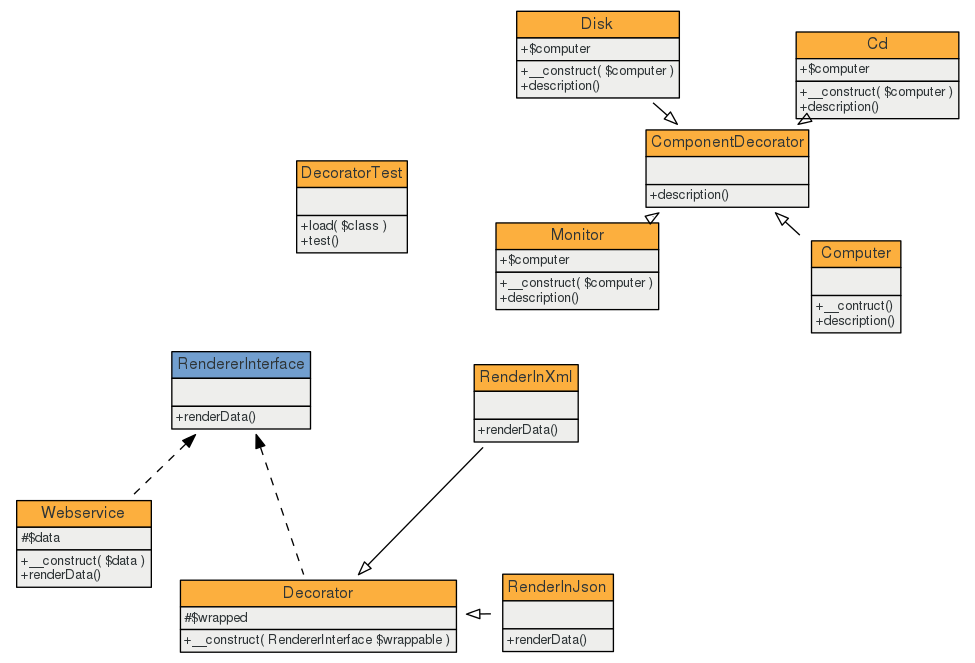 Disk
+$computer
+__construct( $computer )
+description()
Cd
+$computer
+__construct( $computer )
+description()
ComponentDecorator
+description()
DecoratorTest
+load( $class )
+test()
Monitor
+$computer
+__construct( $computer )
+description()
Computer
+__contruct()
+description()
RendererInterface
+renderData()
RenderInXml
+renderData()
Webservice
#$data
+__construct( $data )
+renderData()
Decorator
#$wrapped
+__construct( RendererInterface $wrappable )
RenderInJson
+renderData()